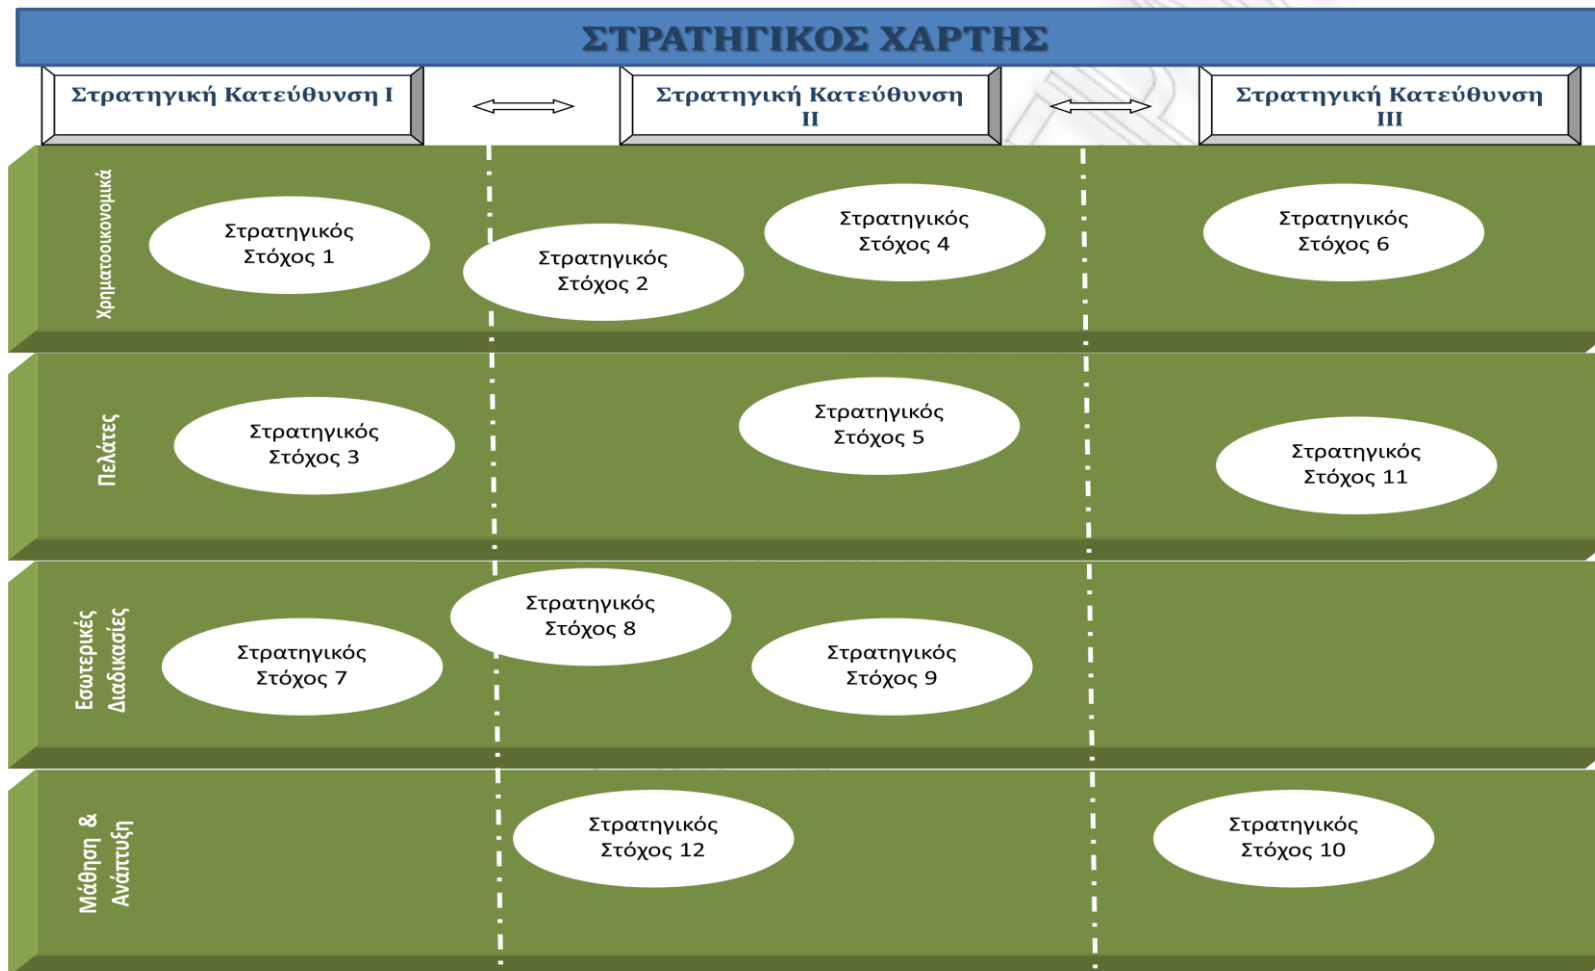 ΣΤΡΑΤΗΓΙΚΟΣ ΧΑΡΤΗΣ
Στρατηγική Κατεύθυνση Ι
Στρατηγική Κατεύθυνση
ΙΙ
Στρατηγική Κατεύθυνση
ΙΙΙ
Χρηματοοικονομικά
Στρατηγικός
Στόχος 1
Στρατηγικός
Στόχος 2
Στρατηγικός
Στόχος 4
Στρατηγικός
Στόχος 6
Πελάτες
Στρατηγικός
Στόχος 3
Στρατηγικός
Στόχος 5
Στρατηγικός
Στόχος 11
Εσωτερικές
Διαδικασίες
Στρατηγικός
Στόχος 7
Στρατηγικός
Στόχος 8
Στρατηγικός
Στόχος 9
Μάθηση &
Ανάπτυξη
Στρατηγικός
Στόχος 12
Στρατηγικός
Στόχος 10